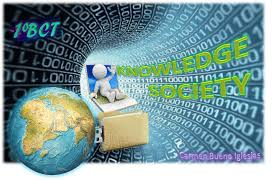 1ºBCT
KNOWLEDGE
SOCIETY
Carmen Bueno Iglesias